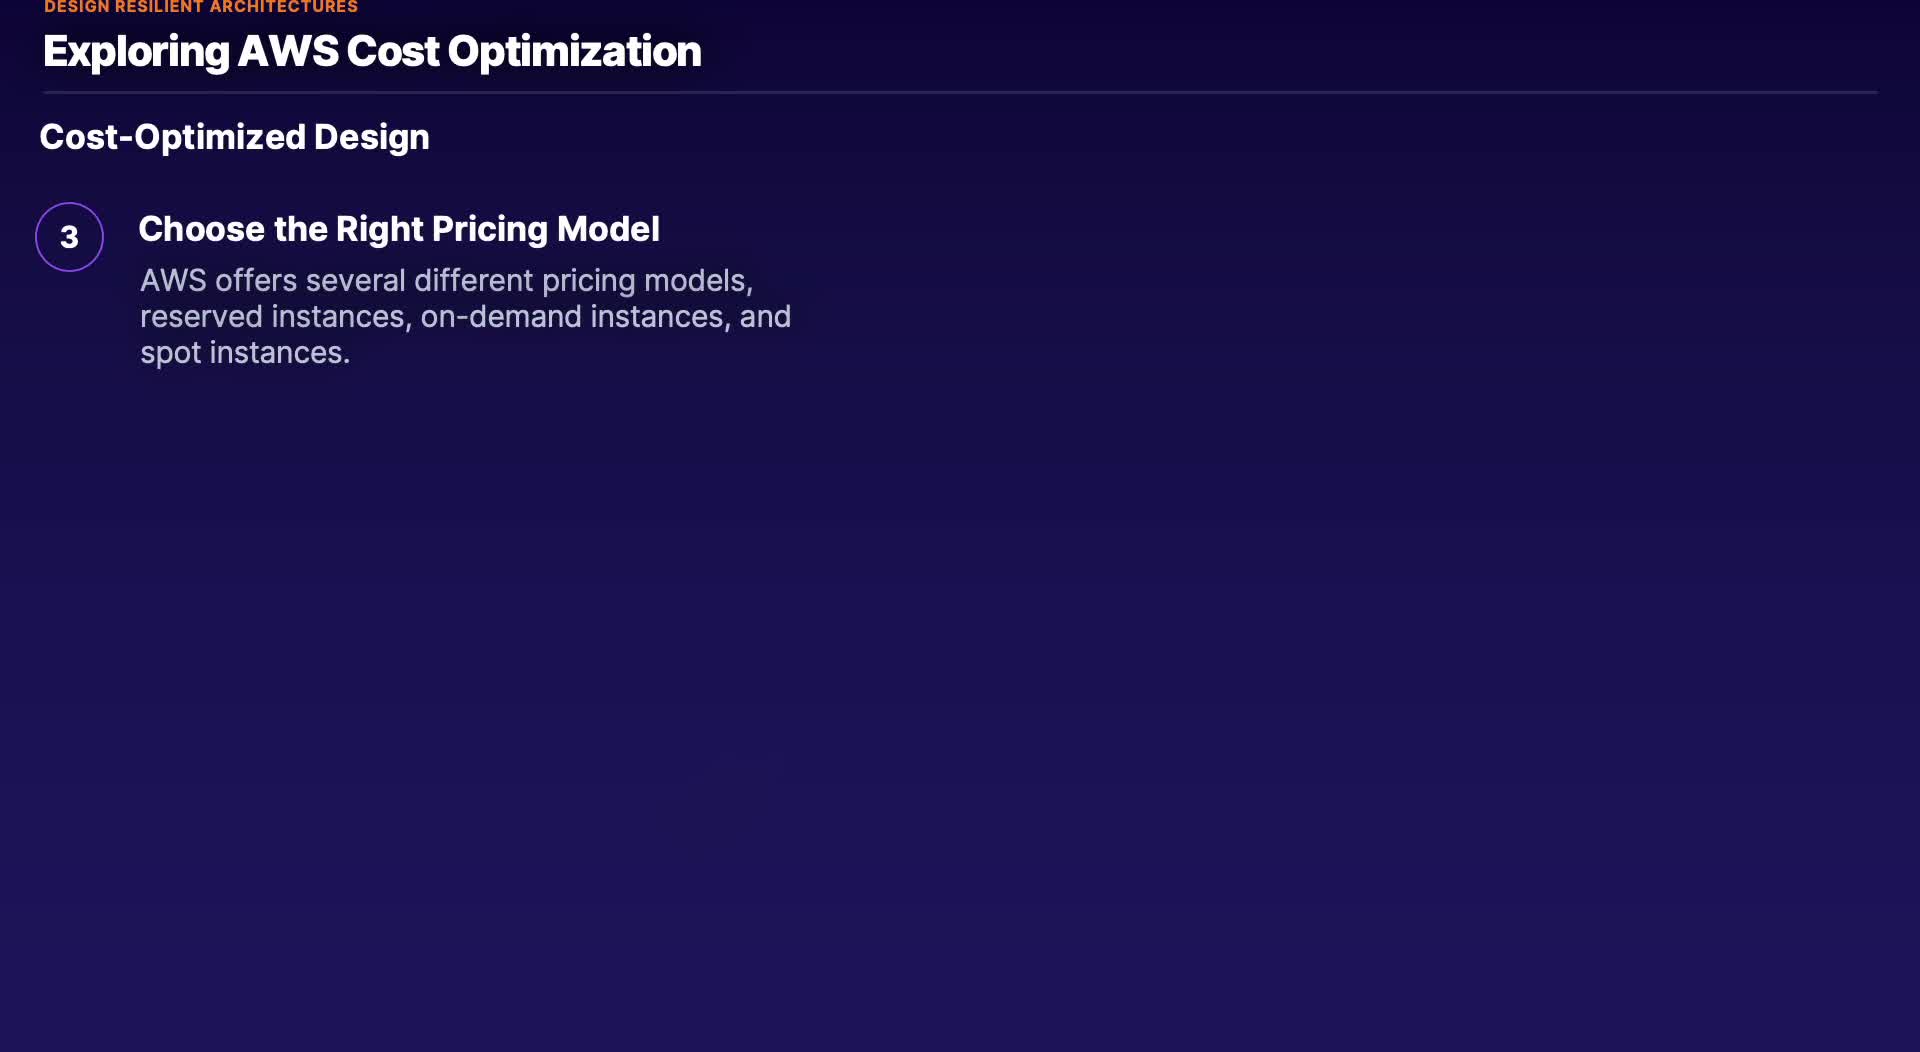 DESIGN RESILIENT ARCHITECTURES
Exploring AWS Cost Optimization
Cost-Optimized Design
3
Choose the Right Pricing Model
AWS offers several different pricing models,
reserved instances, on-demand instances, and
spot instances.